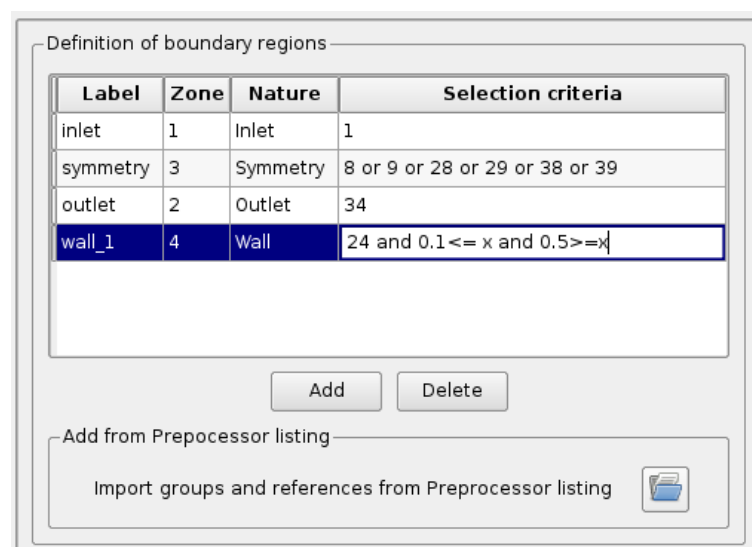 Definition of boundary regions
Label Zone Nature Selection criteria
inlet 1 Inlet 1
symmetry 3 Symmetry 8 or 9 or 28 or 29 or 38 or 39
outlet 2 Outlet 34
wall_1 4 Wall 24 and 0.1<= x and 0.5>=x
Add Delete
Add from Prepocessor listing
Import groups and references from Preprocessor listing